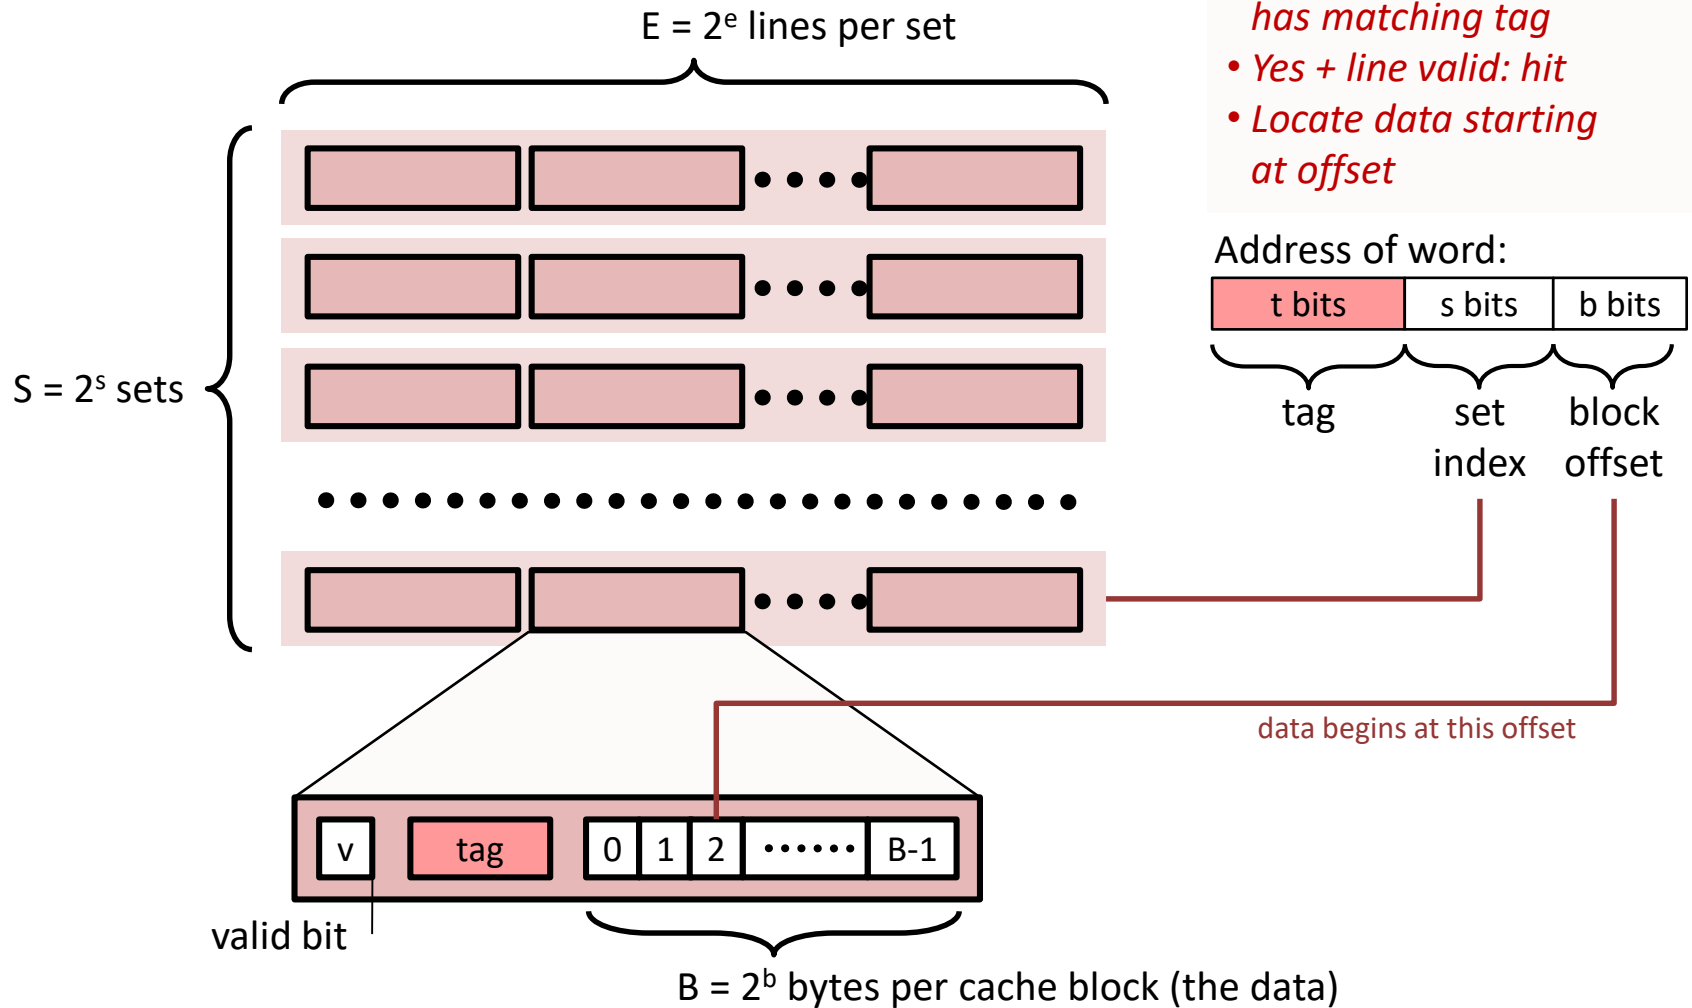 E = 2ᵉ lines per set
has matching tag
• Yes + line valid: hit
• Locate data starting
at offset
Address of word:
t bits s bits b bits
tag set block
index offset
S = 2ˢ sets
data begins at this offset
v tag 0 1 2 •••••• B-1
valid bit
B = 2ᵇ bytes per cache block (the data)